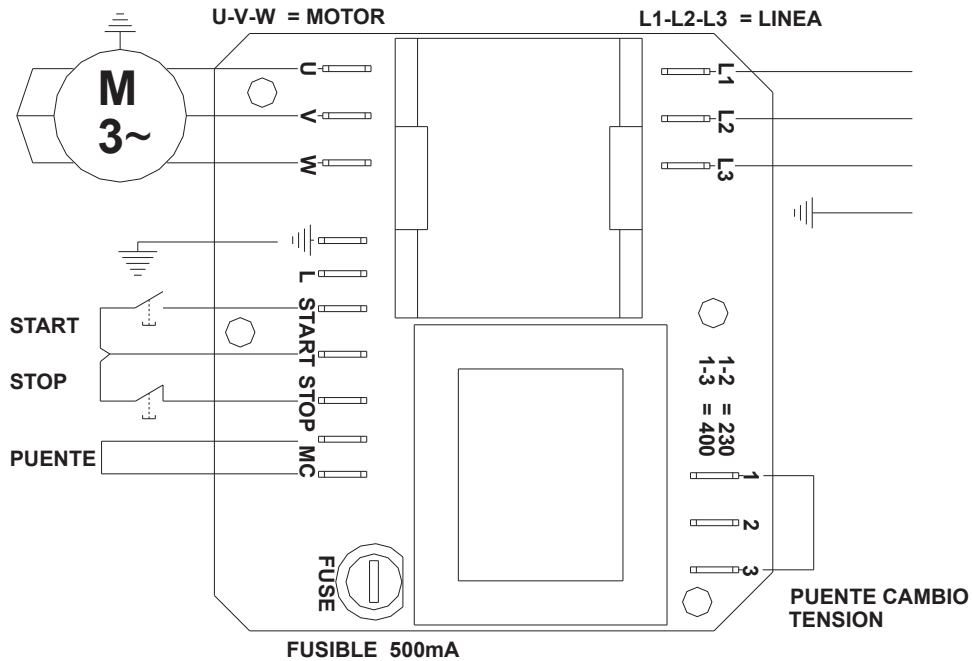 U-V-W = MOTOR
L1-L2-L3 = LINEA
M
3~
U
V
W
L1
L2
L3
L
START
START
STOP
STOP
MC
PUENTE
1-2 = 230
1-3 = 400
1
2
3
FUSE
PUENTE CAMBIO
TENSION
FUSIBLE 500mA